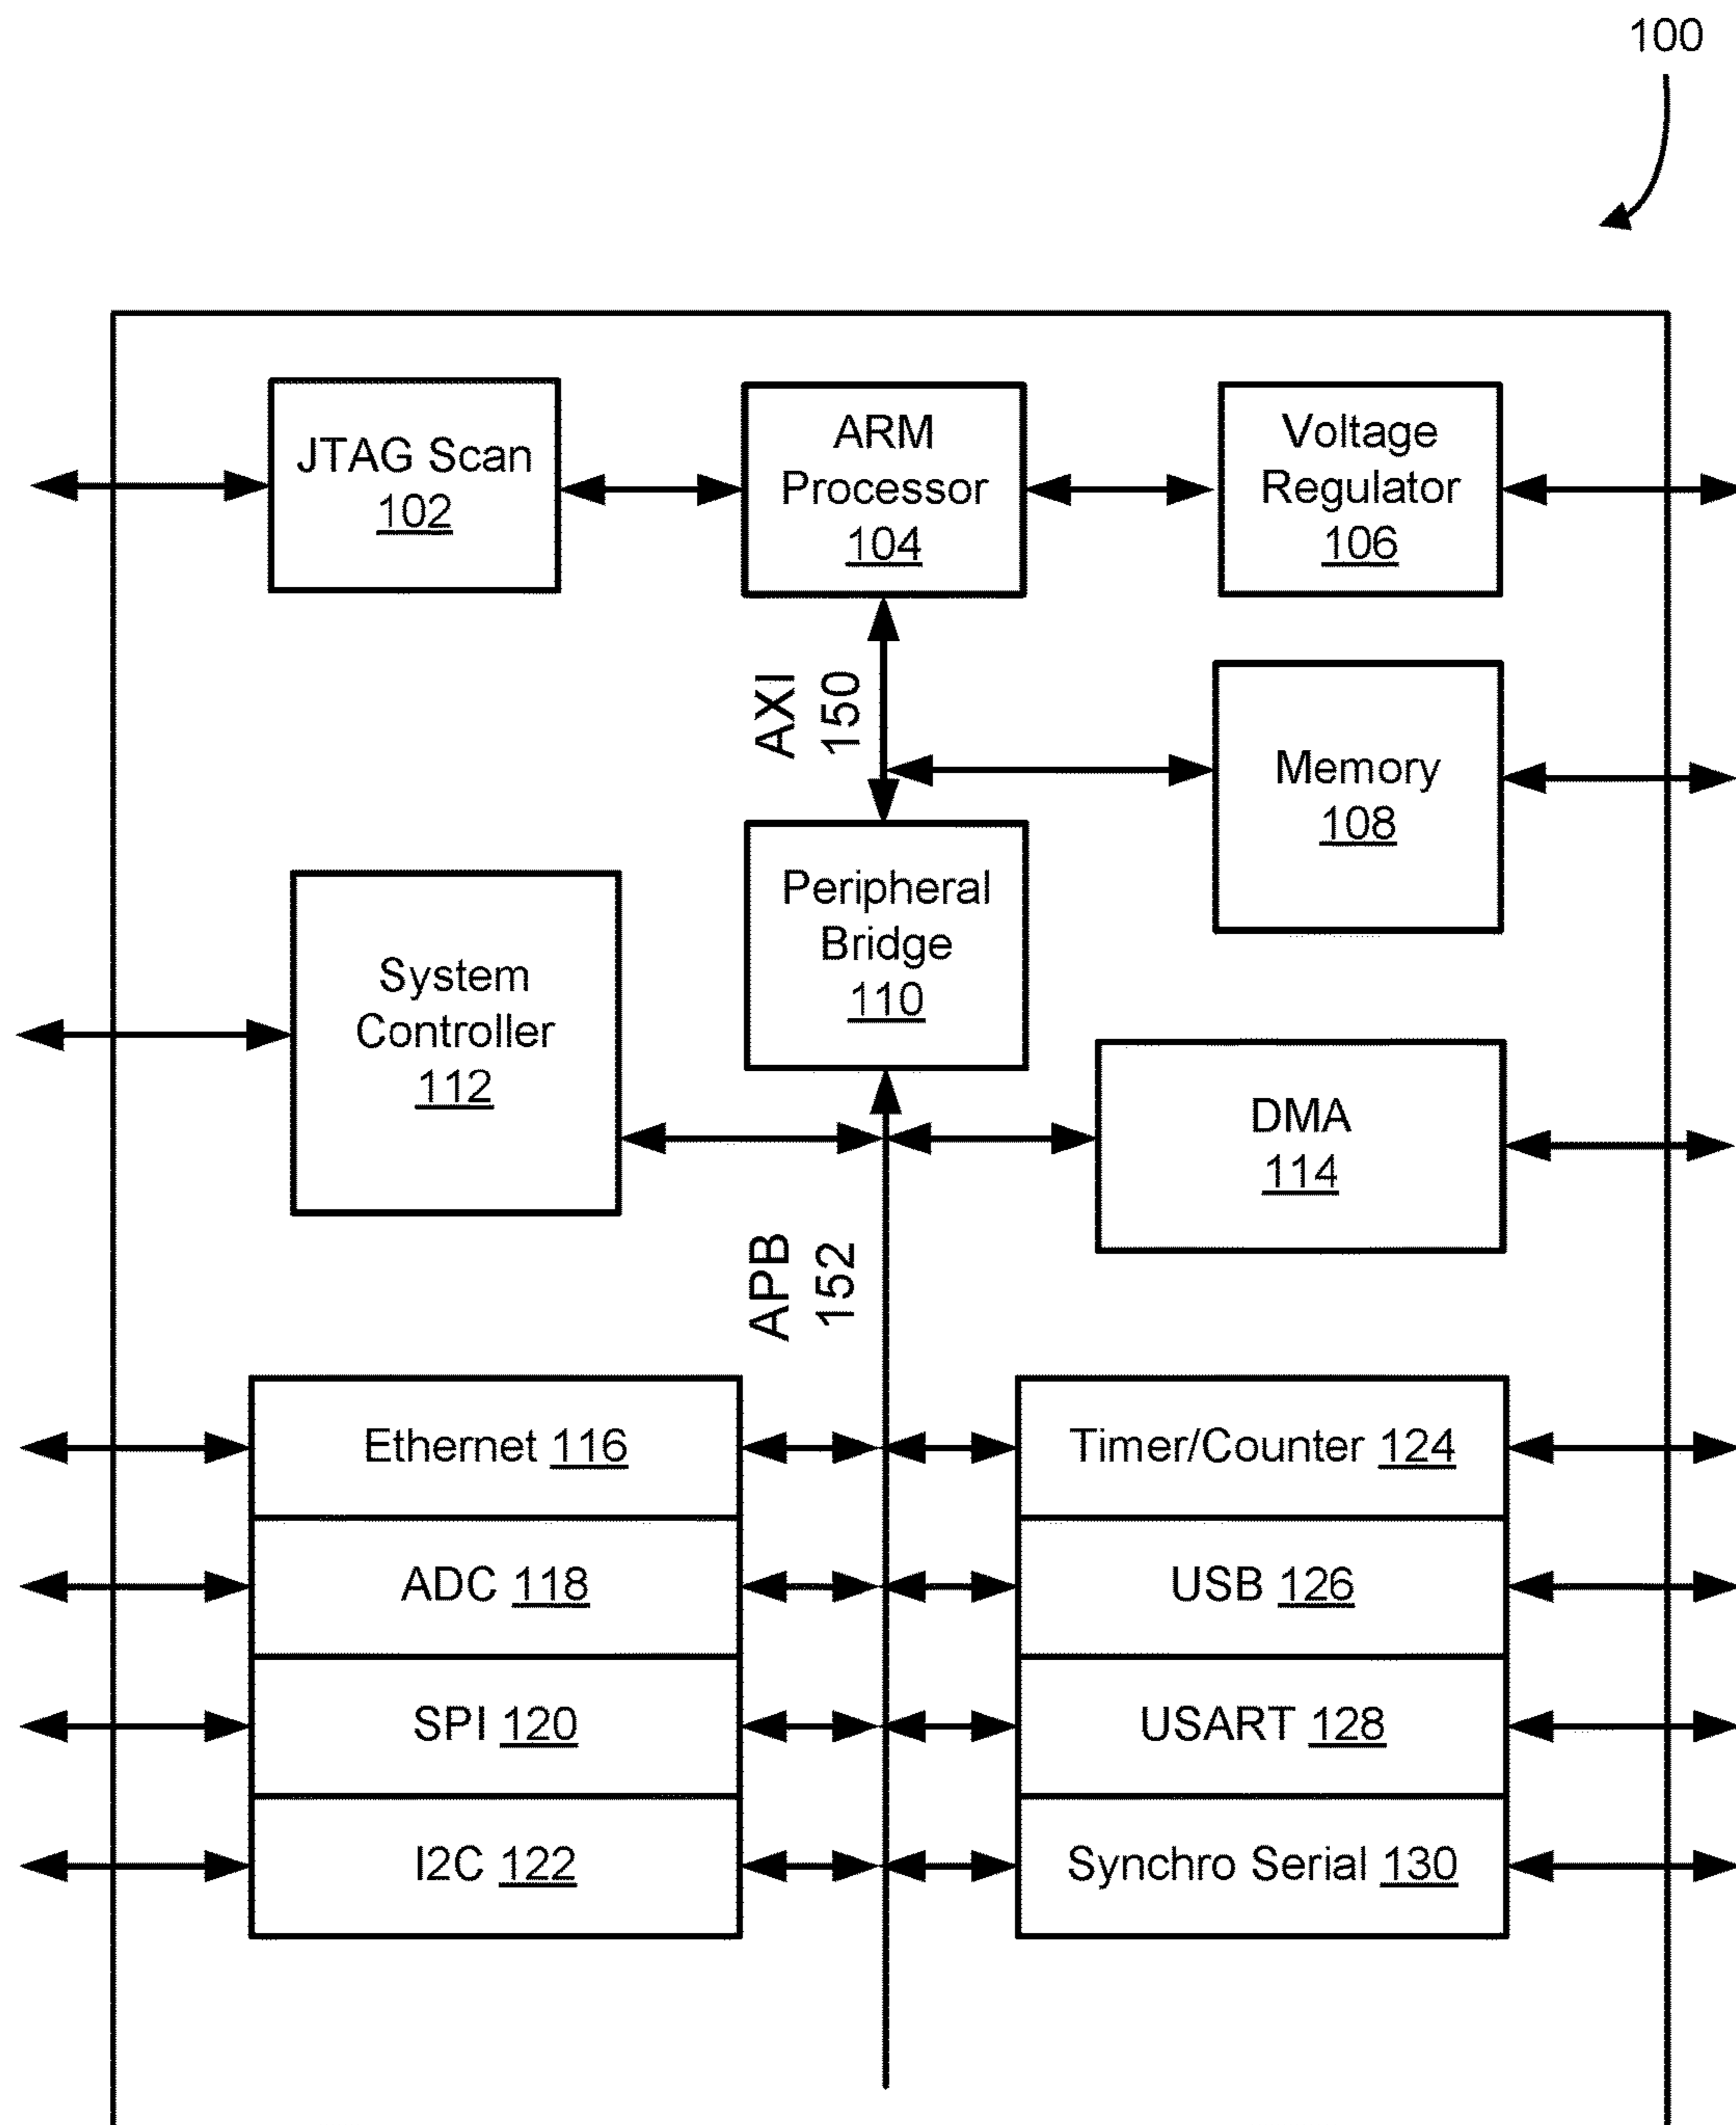 100
JTAG Scan
102
ARM
Processor
104
Voltage
Regulator
106
AXI
150
Memory
108
Peripheral
Bridge
110
System
Controller
112
DMA
114
APB
152
Ethernet 116
Timer/Counter 124
ADC 118
USB 126
SPI 120
USART 128
I2C 122
Synchro Serial 130